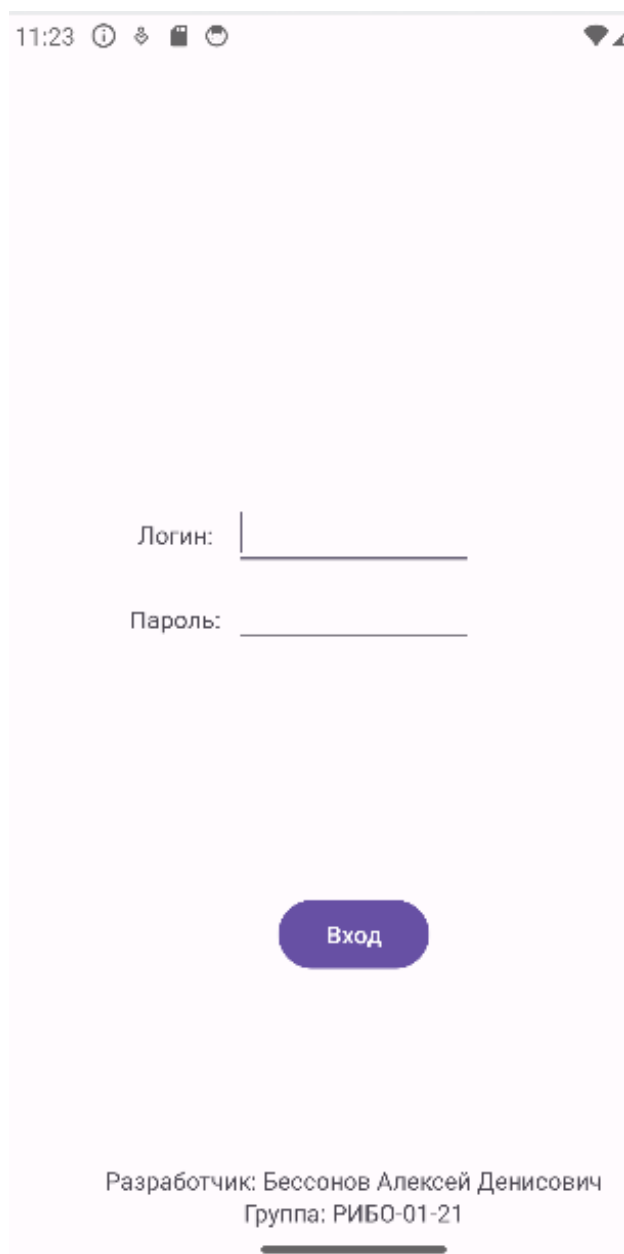 11:23
Логин:
Пароль:
Вход
Разработчик: Бессонов Алексей Денисович
Группа: РИБО-01-21